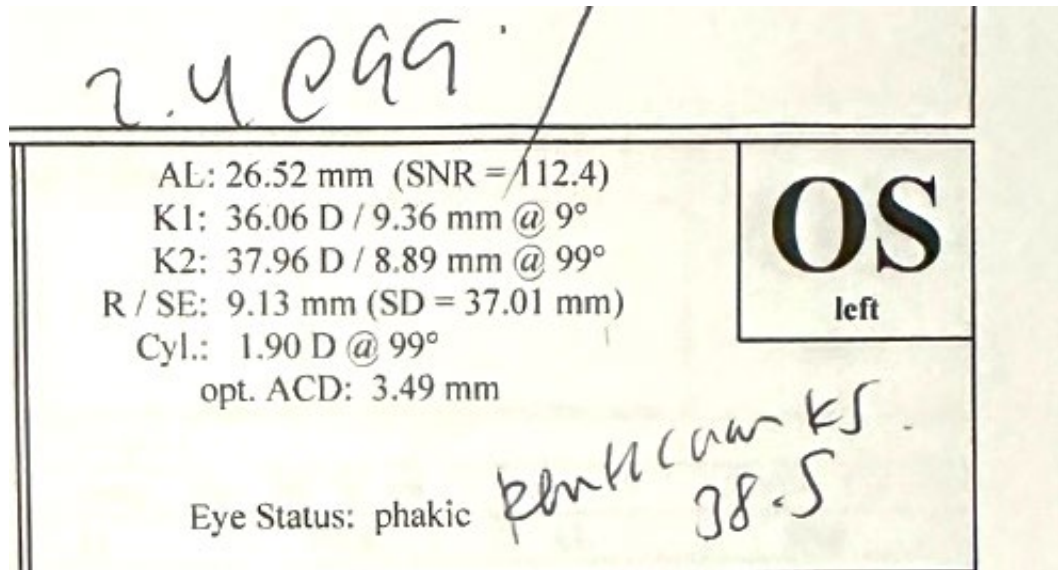 2.4 @ 99.
AL: 26.52 mm (SNR = 112.4)
K1: 36.06 D / 9.36 mm @ 9°
K2: 37.96 D / 8.89 mm @ 99°
R / SE: 9.13 mm (SD = 37.01 mm)
Cyl.: 1.90 D @ 99°
opt. ACD: 3.49 mm
Eye Status: phakic
OS
left
KS.
38.5